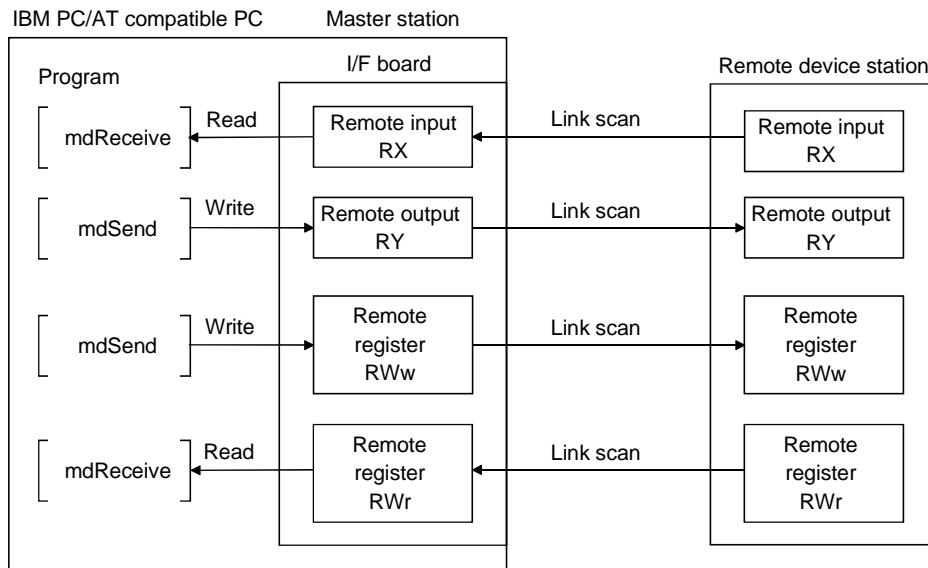 IBM PC/AT compatible PC
Master station
I/F board
Remote device station
Program
mdReceive
Read
Remote input
RX
Link scan
Remote input
RX
mdSend
Write
Remote output
RY
Link scan
Remote output
RY
mdSend
Write
Remote
register
RWw
Link scan
Remote
register
RWw
mdReceive
Read
Remote
register
RWr
Link scan
Remote
register
RWr